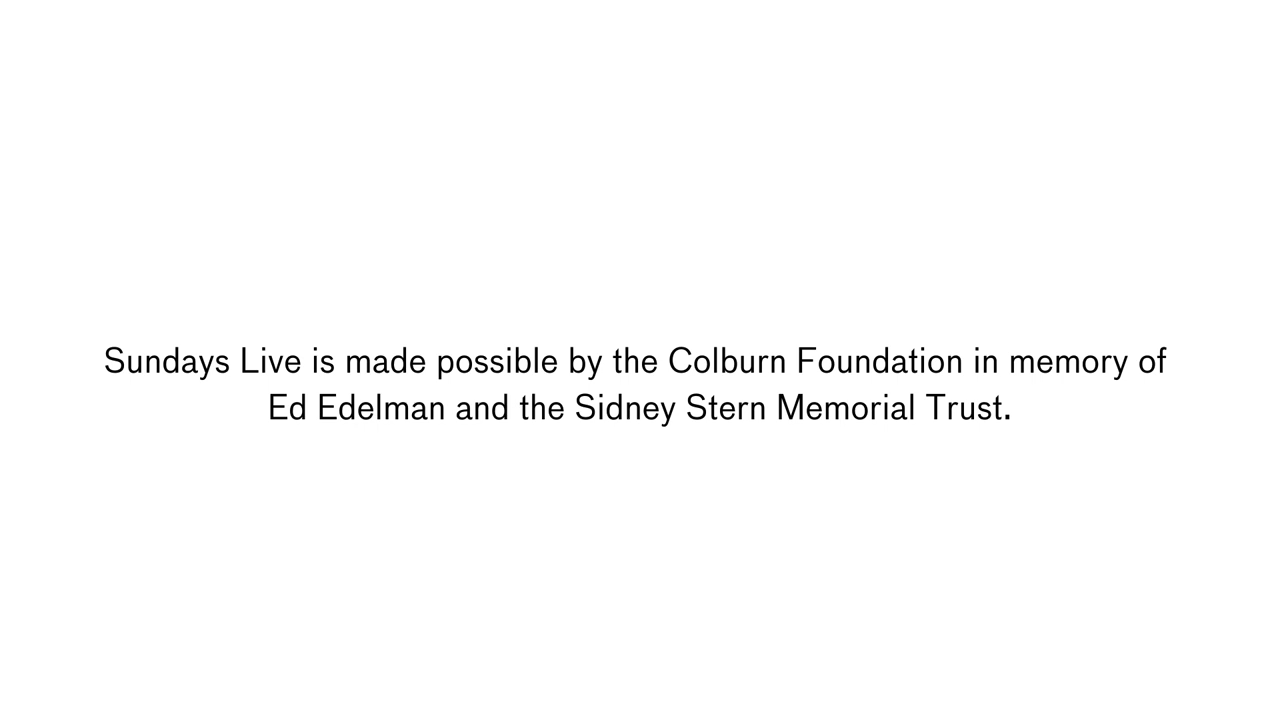 Sundays Live is made possible by the Colburn Foundation in memory of
Ed Edelman and the Sidney Stern Memorial Trust.